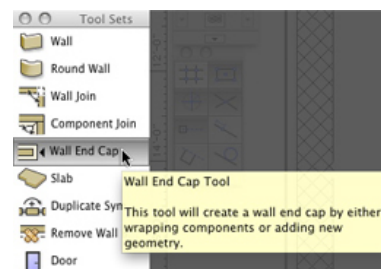 Tool Sets
Wall
Round Wall
Wall Join
Component Join
Wall End Cap
Slab
Wall End Cap Tool
Duplicate Syn
This tool will create a wall end cap by either
Remove Wall
wrapping components or adding new
geometry.
Door